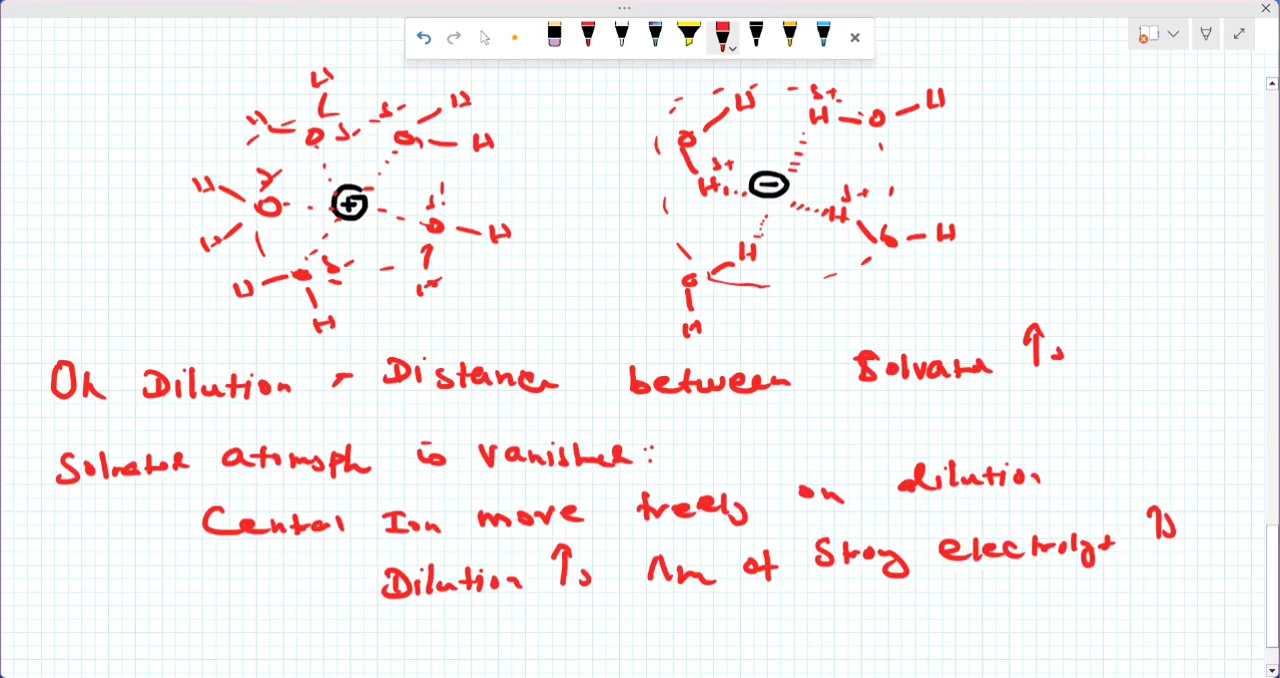 H
H O δ- δ- O H
H
H O + δ- O H
H
H O δ-
H
H
O H δ+ H O H
δ+ H - δ+ H
O H
O H
H
On Dilution - Distance between Solvated ↑s
Solvated atomsph is vanished:
Central Ion move freely on dilution
Dilution ↑s Λm of Strong electrolyt ↑s